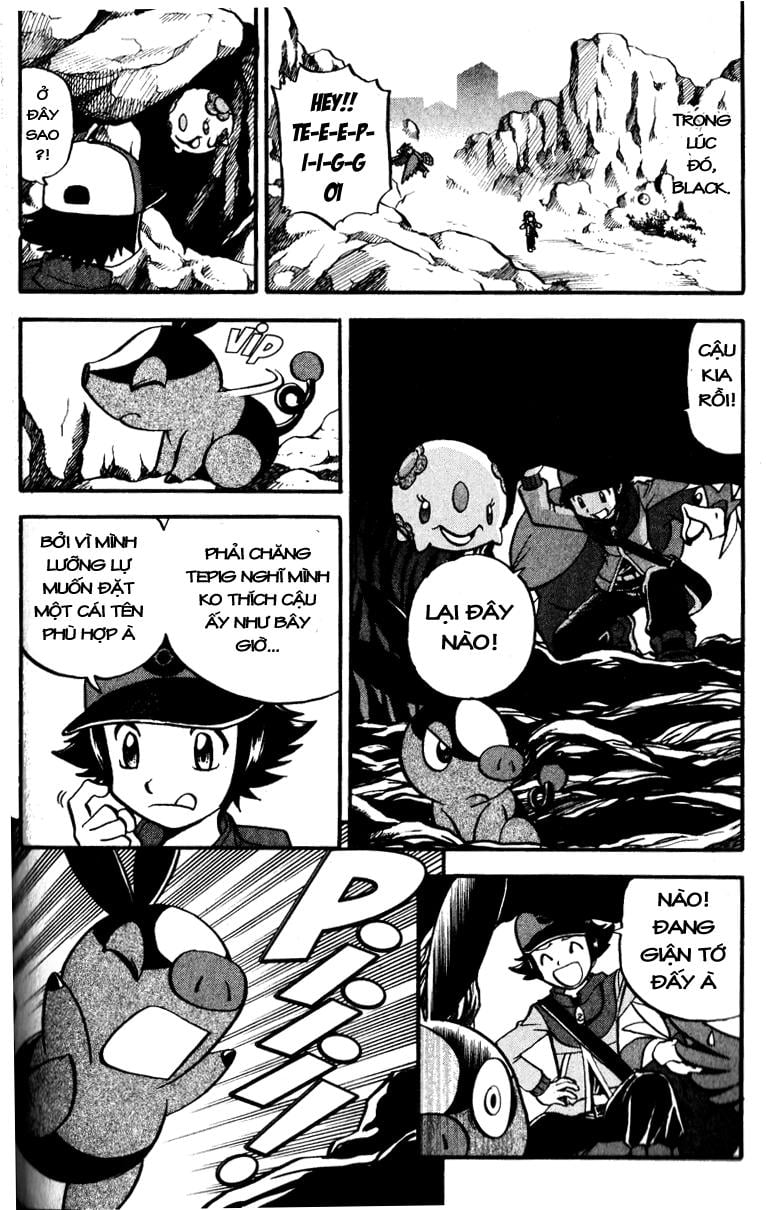 TRONG
LÚC
ĐÓ,
BLACK.
HEY!!
TE-E-E-P-
I-I-G-G
ƠI
Ở
ĐÂY
SAO
?!
CẬU
KIA
RỒI!
LẠI ĐÂY
NÀO!
VIP
PHẢI CHĂNG
TEPIG NGHĨ MÌNH
KO THÍCH CẬU
ẤY NHƯ BÂY
GIỜ...
BỞI VÌ MÌNH
LƯỠNG LỰ
MUỐN ĐẶT
MỘT CÁI TÊN
PHÙ HỢP À
NÀO!
ĐANG
GIẬN TỚ
ĐẤY À
P.i.i.i.i!